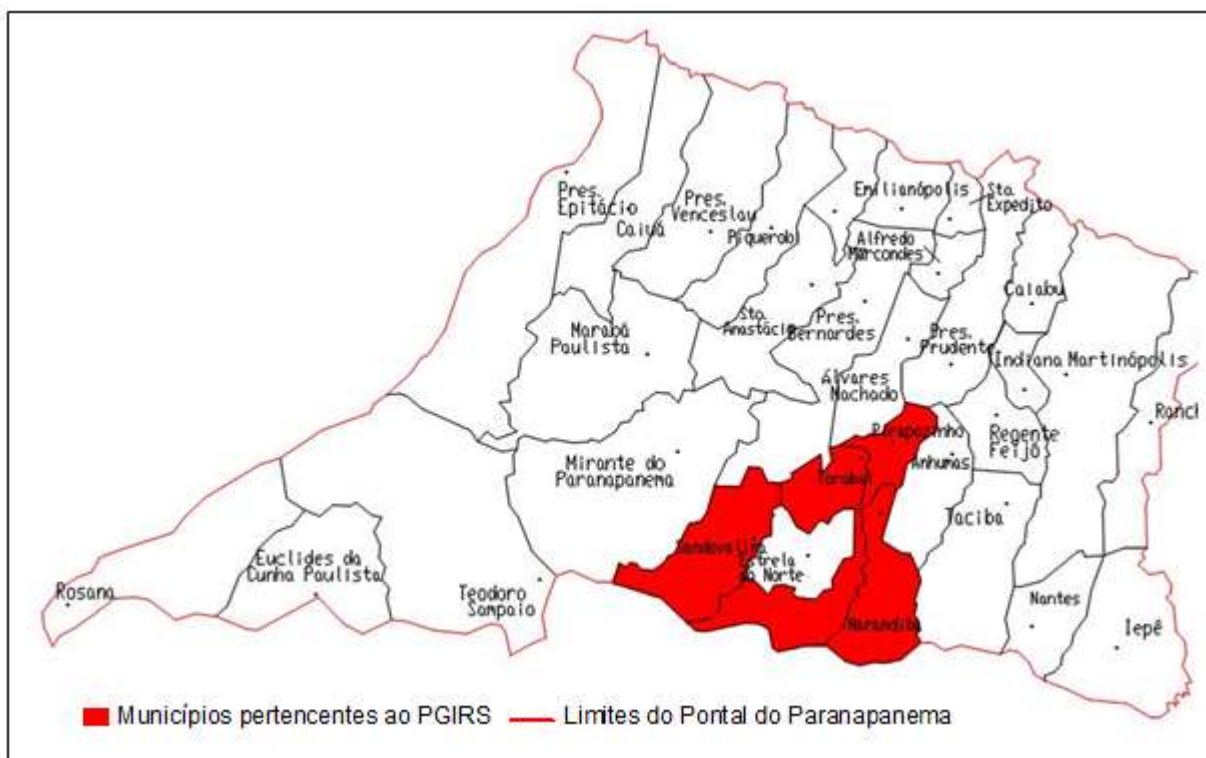 Emilianópolis
Sto.
Expedito
Pres.
Epitácio
Pres.
Venceslau
Caiuá
Piquerobi
Alfredo
Marcondes
Caiabu
Sto.
Anastácio
Pres.
Bernardes
Pres.
Prudente
Marabá
Paulista
Indiana
Martinópolis
Álvares
Machado
Ranch
Pirapozinho
Regente
Feijó
Mirante do
Paranapanema
Tarabai
Anhumas
Taciba
Sandovalina
Estrela
do Norte
Euclides da
Cunha Paulista
Rosana
Teodoro
Sampaio
Narandiba
Nantes
Iepê
Municípios pertencentes ao PGIRS
Limites do Pontal do Paranapanema